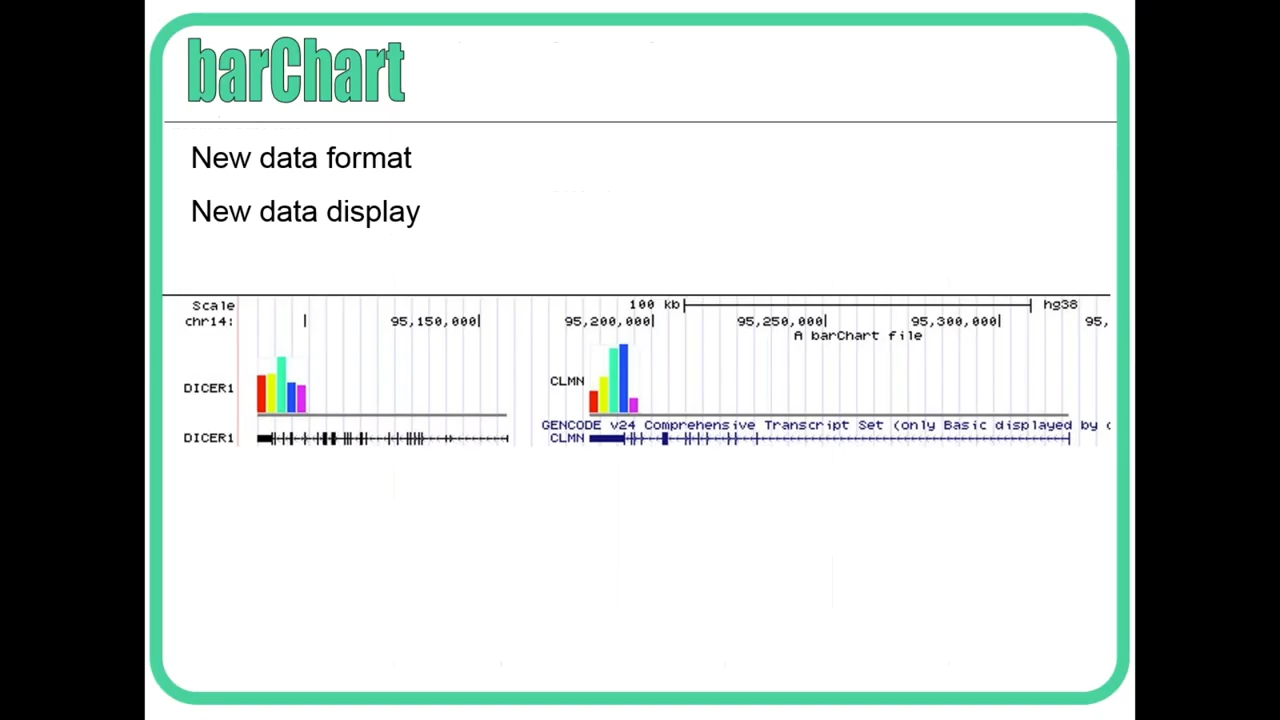 barChart
New data format
New data display
Scale 100 kb hg38
chr14: 95,150,000 95,200,000 95,250,000 95,300,000 95,
A barChart file
DICER1 CLMN
GENCODE v24 Comprehensive Transcript Set (only Basic displayed by
DICER1 CLMN